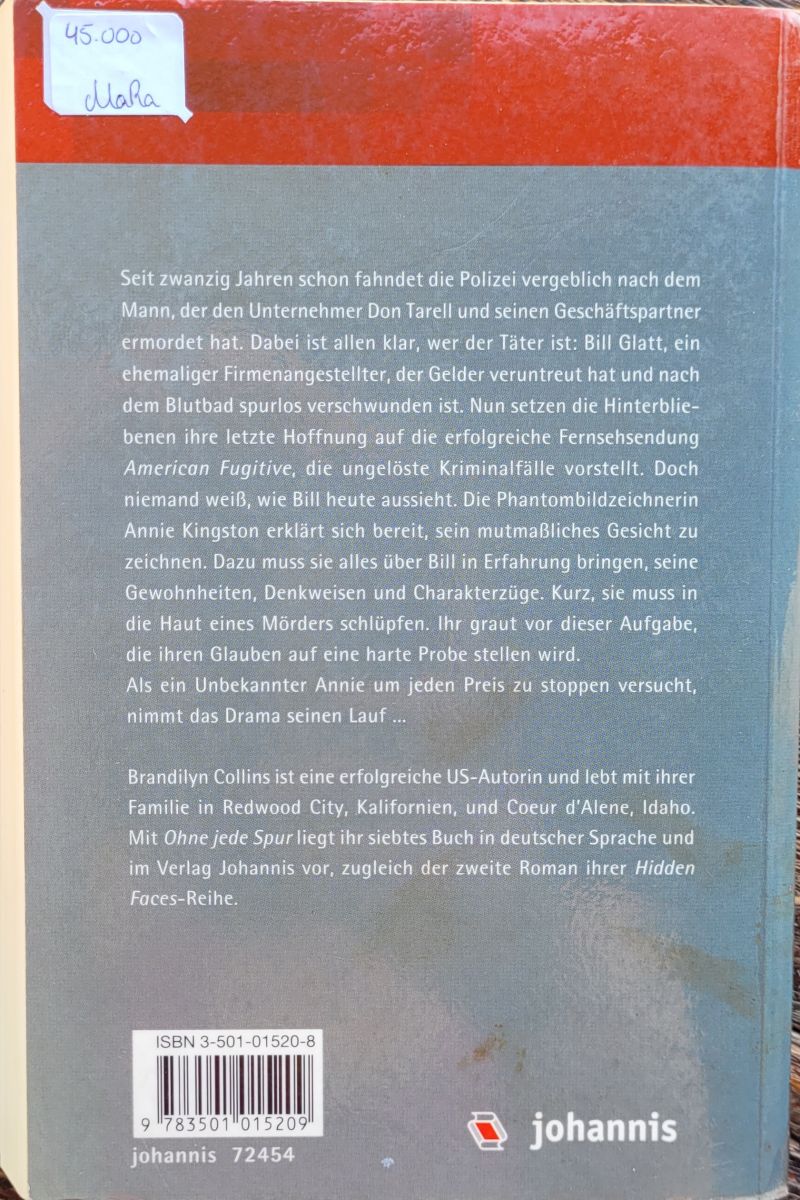 45.000
MaRa
Seit zwanzig Jahren schon fahndet die Polizei vergeblich nach dem
Mann, der den Unternehmer Don Tarell und seinen Geschäftspartner
ermordet hat. Dabei ist allen klar, wer der Täter ist: Bill Glatt, ein
ehemaliger Firmenangestellter, der Gelder veruntreut hat und nach
dem Blutbad spurlos verschwunden ist. Nun setzen die Hinterblie-
benen ihre letzte Hoffnung auf die erfolgreiche Fernsehsendung
American Fugitive, die ungelöste Kriminalfälle vorstellt. Doch
niemand weiß, wie Bill heute aussieht. Die Phantombildzeichnerin
Annie Kingston erklärt sich bereit, sein mutmaßliches Gesicht zu
zeichnen. Dazu muss sie alles über Bill in Erfahrung bringen, seine
Gewohnheiten, Denkweisen und Charakterzüge. Kurz, sie muss in
die Haut eines Mörders schlüpfen. Ihr graut vor dieser Aufgabe,
die ihren Glauben auf eine harte Probe stellen wird.
Als ein Unbekannter Annie um jeden Preis zu stoppen versucht,
nimmt das Drama seinen Lauf ...
Brandilyn Collins ist eine erfolgreiche US-Autorin und lebt mit ihrer
Familie in Redwood City, Kalifornien, und Coeur d'Alene, Idaho.
Mit Ohne jede Spur liegt ihr siebtes Buch in deutscher Sprache und
im Verlag Johannis vor, zugleich der zweite Roman ihrer Hidden
Faces-Reihe.
ISBN 3-501-01520-8
9 783501 015209
johannis 72454
johannis